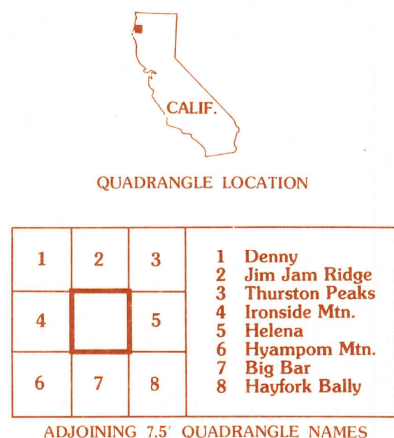 CALIF.
QUADRANGLE LOCATION
1 2 3
4 5
6 7 8
1 Denny
2 Jim Jam Ridge
3 Thurston Peaks
4 Ironside Mtn.
5 Helena
6 Hyampom Mtn.
7 Big Bar
8 Hayfork Bally
ADJOINING 7.5' QUADRANGLE NAMES